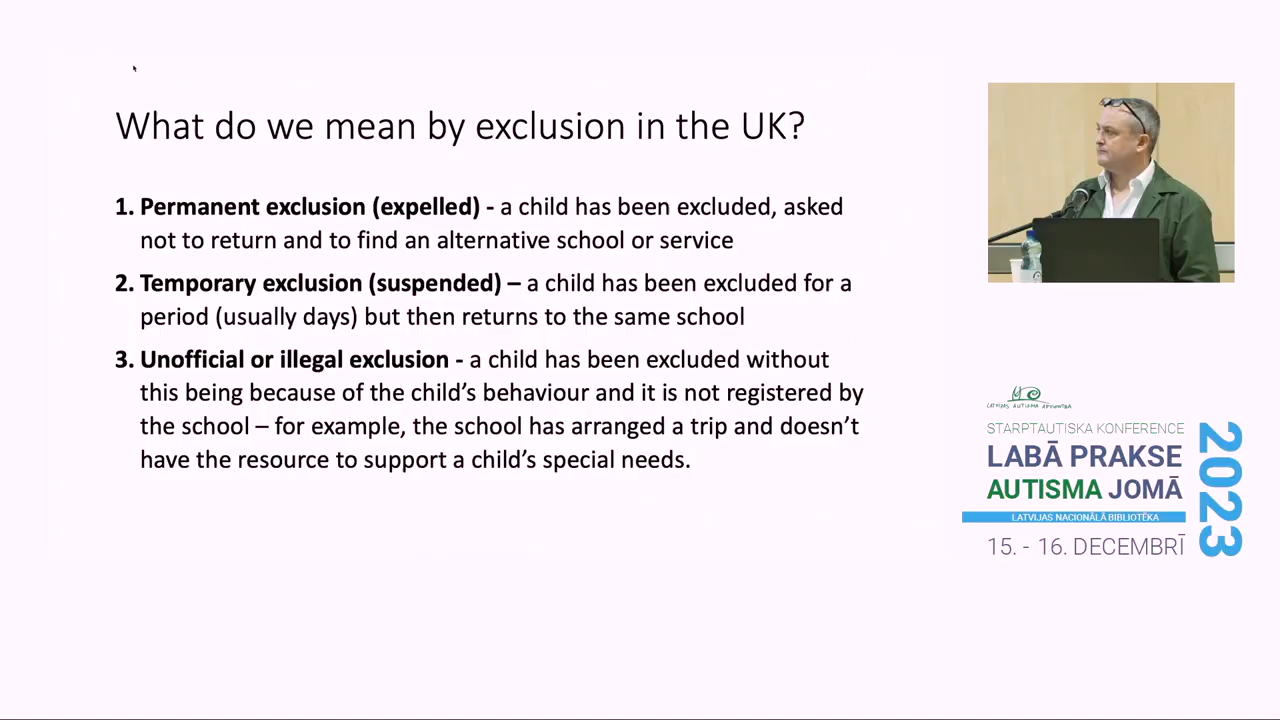 What do we mean by exclusion in the UK?
1. Permanent exclusion (expelled) - a child has been excluded, asked
not to return and to find an alternative school or service
2. Temporary exclusion (suspended) – a child has been excluded for a
period (usually days) but then returns to the same school
3. Unofficial or illegal exclusion - a child has been excluded without
this being because of the child’s behaviour and it is not registered by
the school – for example, the school has arranged a trip and doesn’t
have the resource to support a child’s special needs.
LATVIJAS AUTISMA APVIENĪBA
STARPTAUTISKA KONFERENCE
LABĀ PRAKSE
AUTISMA JOMĀ
LATVIJAS NACIONĀLĀ BIBLIOTĒKA
15. - 16. DECEMBRĪ
2023